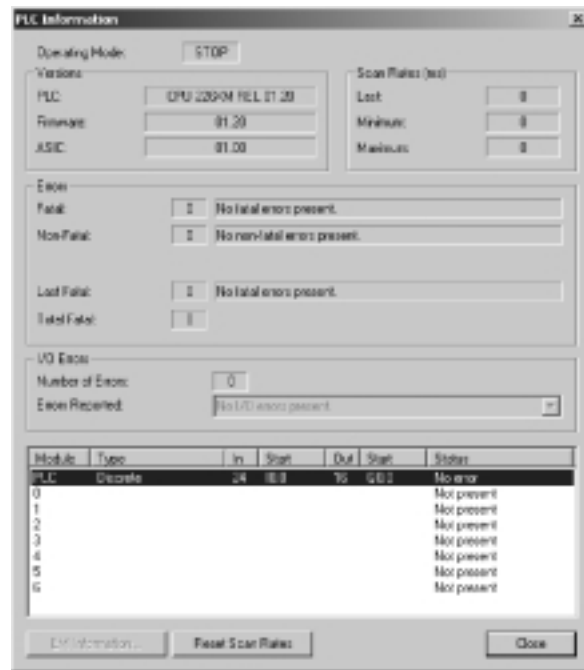 PLC Information
Operating Mode: STOP
Versions
PLC: CPU 226XM REL 01.20
Firmware: 01.20
ASIC: 01.00
Scan Rates (ms)
Last: 0
Minimum: 0
Maximum: 0
Errors
Fatal: 0 No fatal errors present.
Non-Fatal: 0 No non-fatal errors present.
Last Fatal: 0 No fatal errors present.
Total Fatal: 0
I/O Errors
Number of Errors: 0
Errors Reported: No I/O errors present
Module Type In Start Out Start Status
PLC Discrete 24 I0.0 16 Q0.0 No error
0 Not present
1 Not present
2 Not present
3 Not present
4 Not present
5 Not present
6 Not present
EM Information... Reset Scan Rates Close